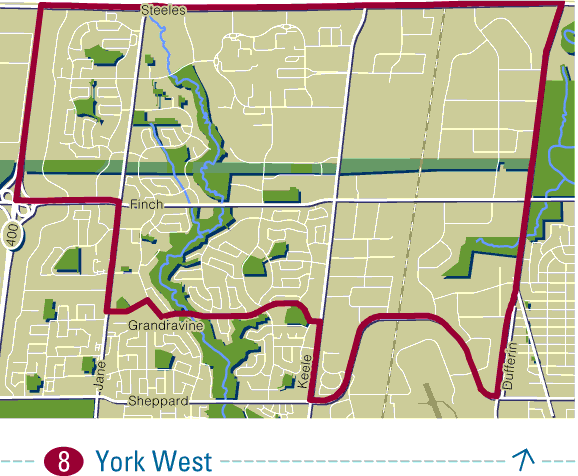 Steeles
Finch
400
Grandravine
Jane
Keele
Dufferin
Sheppard
8 York West